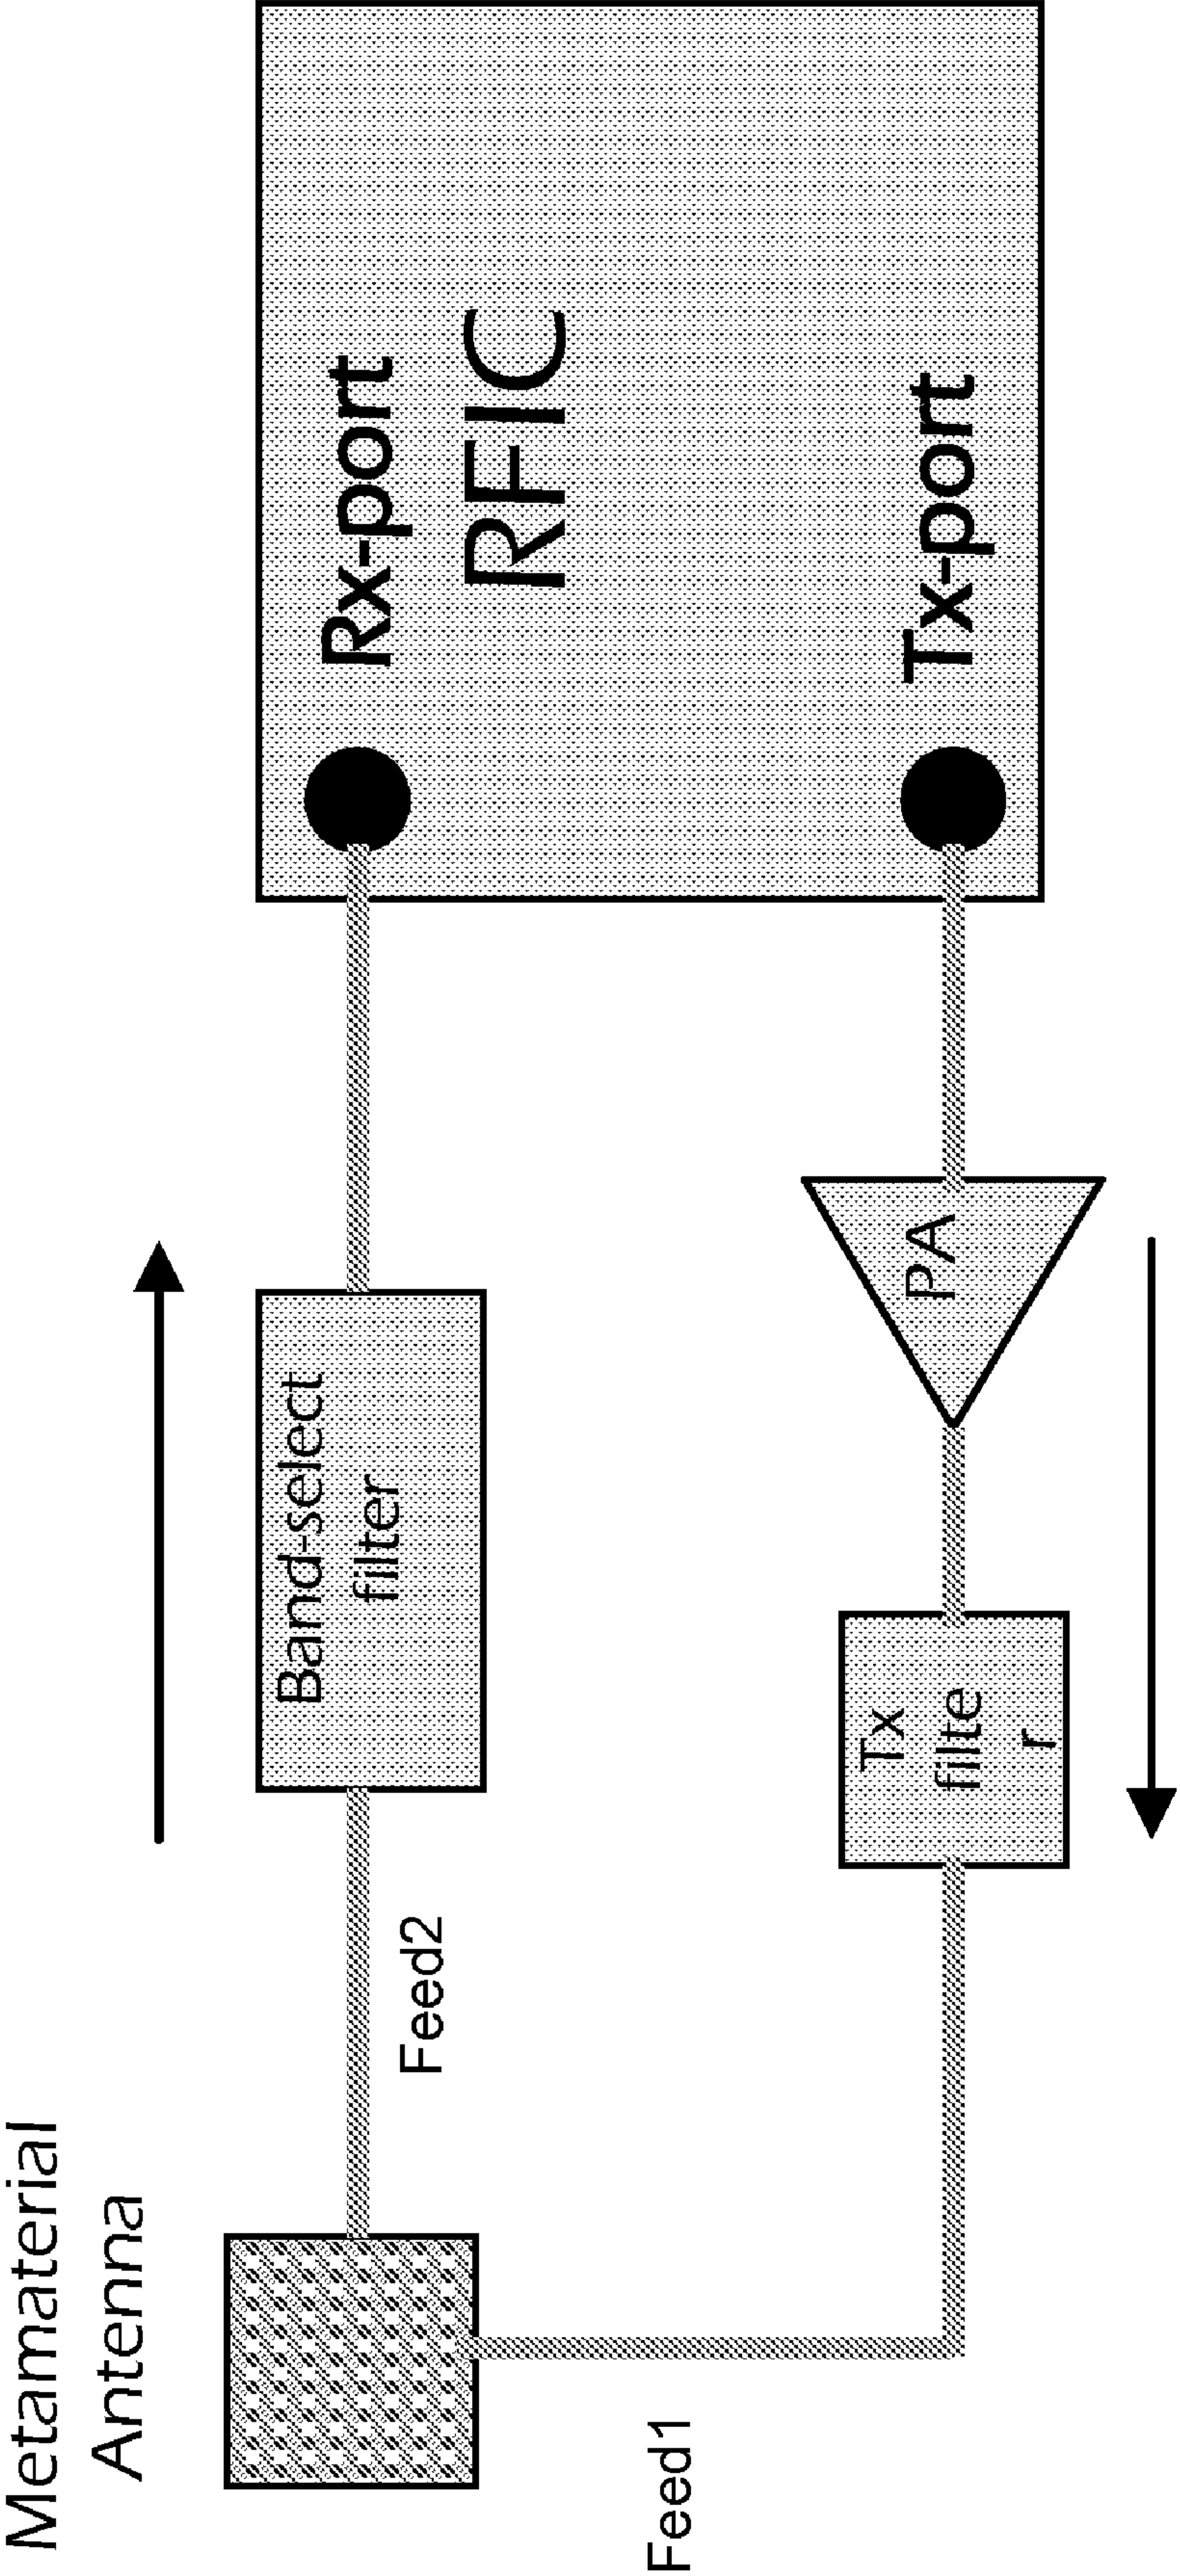 Metamaterial
Antenna
Feed2
Feed1
Band-select
filter
Tx
filte
r
PA
Rx-port
RFIC
Tx-port